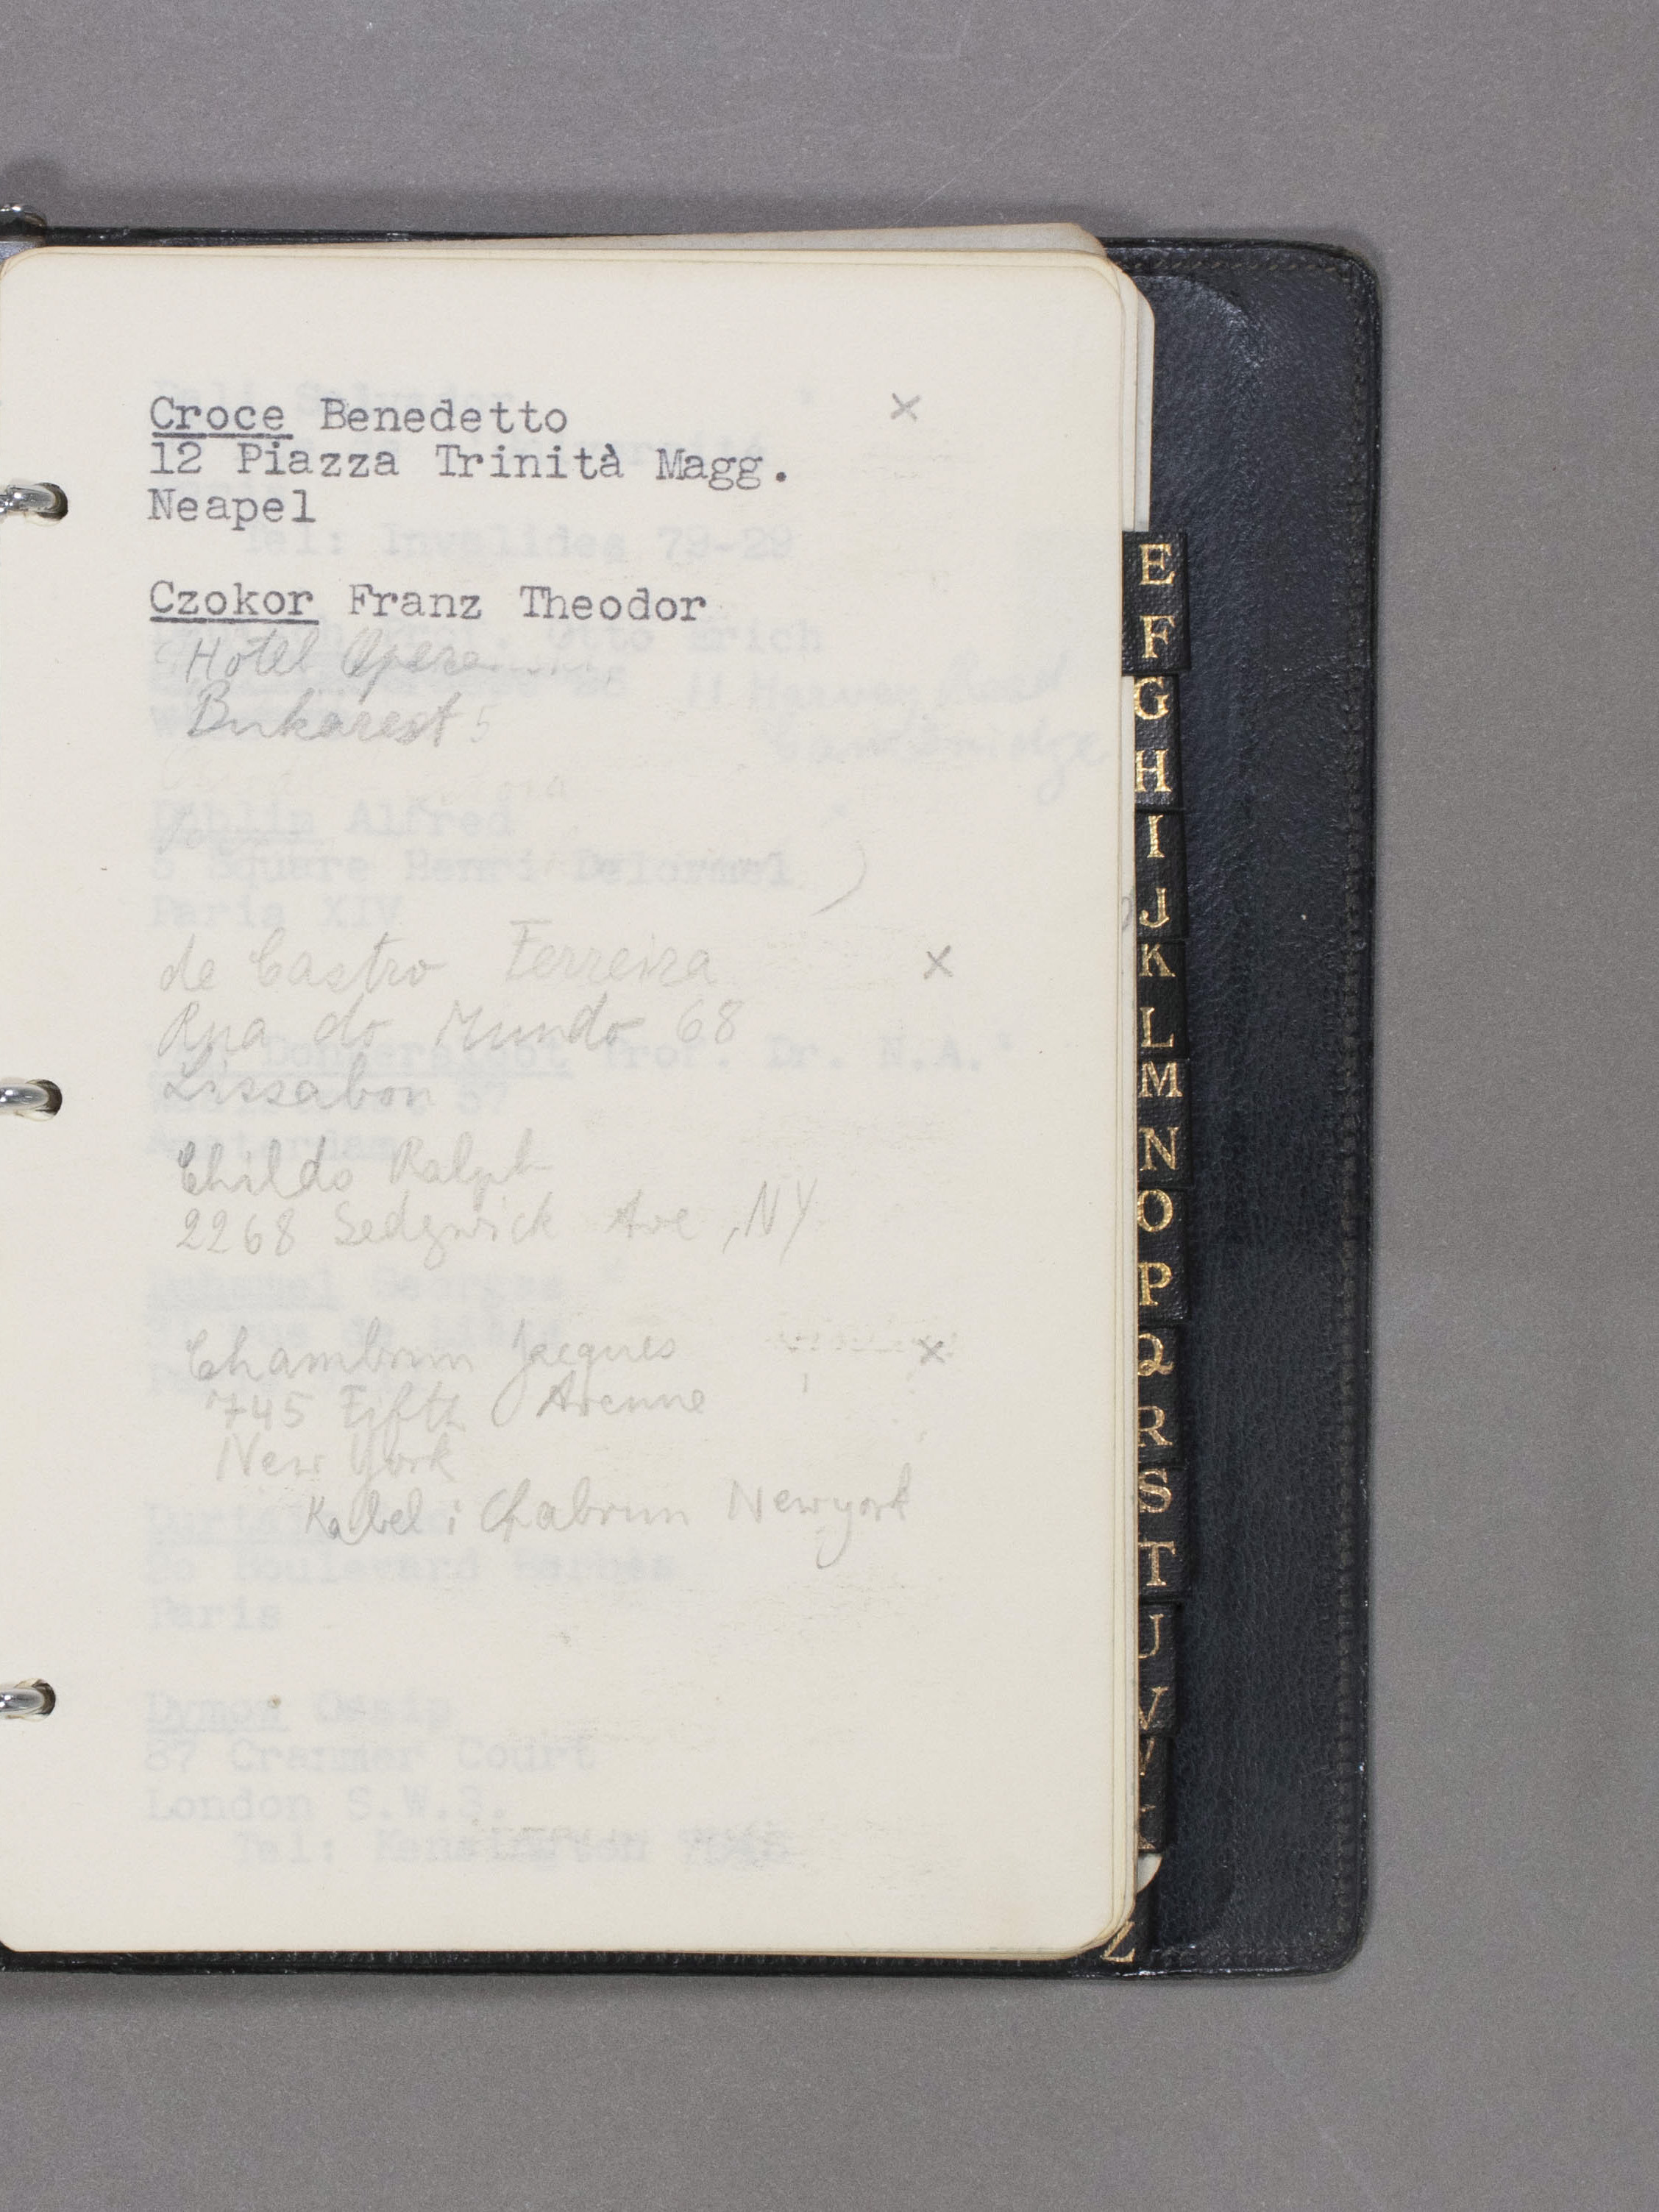 Croce Benedetto ×
12 Piazza Trinità Magg.
Neapel
Czokor Franz Theodor
Hotel Opera
Bukarest
de Castro Ferreira ×
Rua do Mundo 68
Lissabon
Childs Ralph
2268 Sedgwick Ave, NY
Chambrun Jacques ×
745 Fifth Avenue
New York
Kabel: Chabrun Newyork
E
F
G
H
I
J
K
L
M
N
O
P
Q
R
S
T
U
V
Z